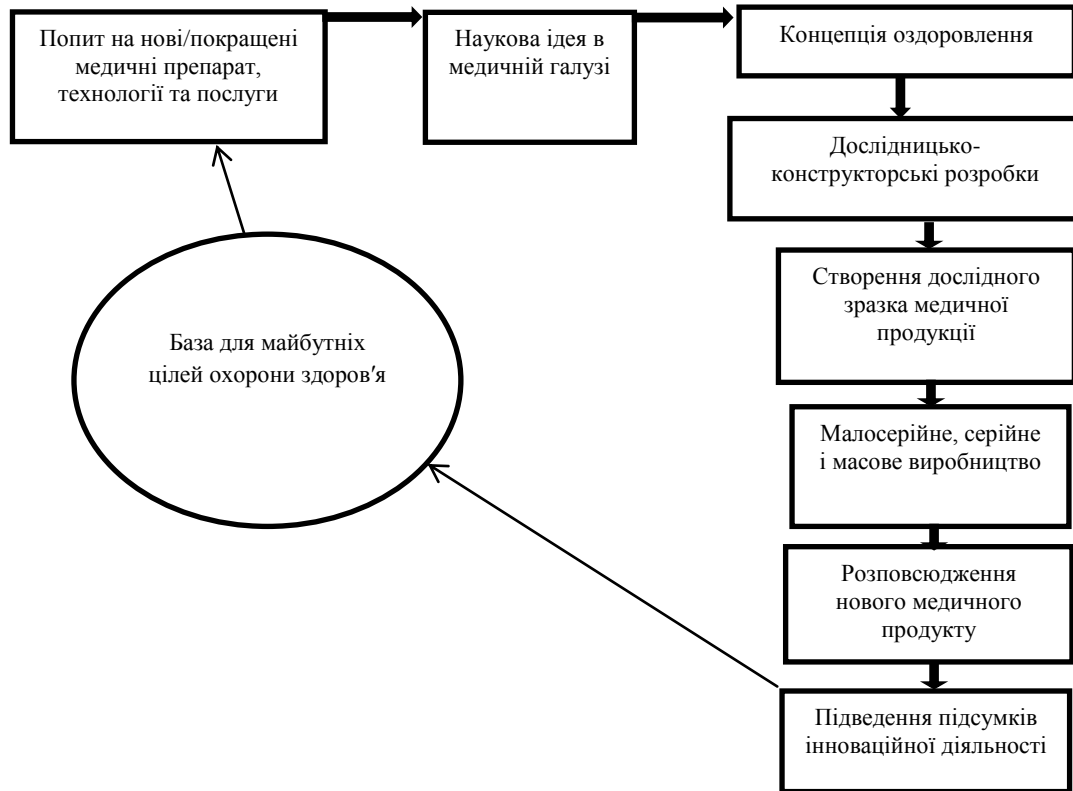 Попит на нові/покращені
медичні препарат,
технології та послуги
Наукова ідея в
медичній галузі
Концепція оздоровлення
Дослідницько-
конструкторські розробки
Створення дослідного
зразка медичної
продукції
База для майбутніх
цілей охорони здоров′я
Малосерійне, серійне
і масове виробництво
Розповсюдження
нового медичного
продукту
Підведення підсумків
інноваційної діяльності